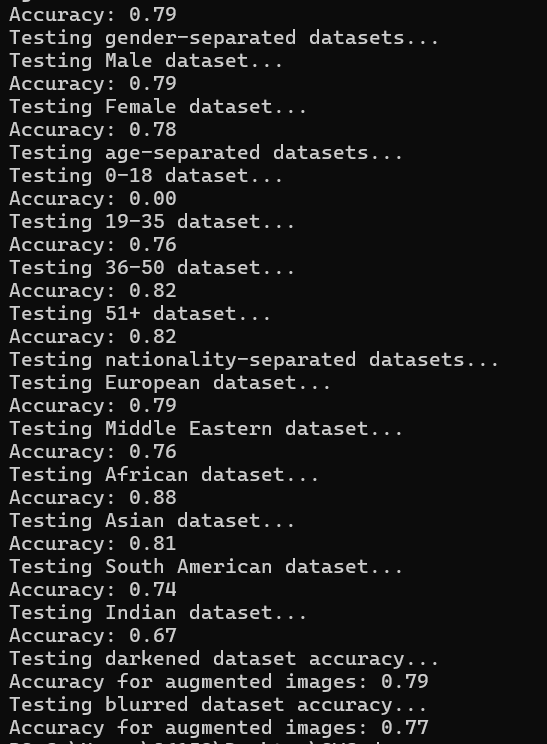 Accuracy: 0.79
Testing gender-separated datasets...
Testing Male dataset...
Accuracy: 0.79
Testing Female dataset...
Accuracy: 0.78
Testing age-separated datasets...
Testing 0-18 dataset...
Accuracy: 0.00
Testing 19-35 dataset...
Accuracy: 0.76
Testing 36-50 dataset...
Accuracy: 0.82
Testing 51+ dataset...
Accuracy: 0.82
Testing nationality-separated datasets...
Testing European dataset...
Accuracy: 0.79
Testing Middle Eastern dataset...
Accuracy: 0.76
Testing African dataset...
Accuracy: 0.88
Testing Asian dataset...
Accuracy: 0.81
Testing South American dataset...
Accuracy: 0.74
Testing Indian dataset...
Accuracy: 0.67
Testing darkened dataset accuracy...
Accuracy for augmented images: 0.79
Testing blurred dataset accuracy...
Accuracy for augmented images: 0.77